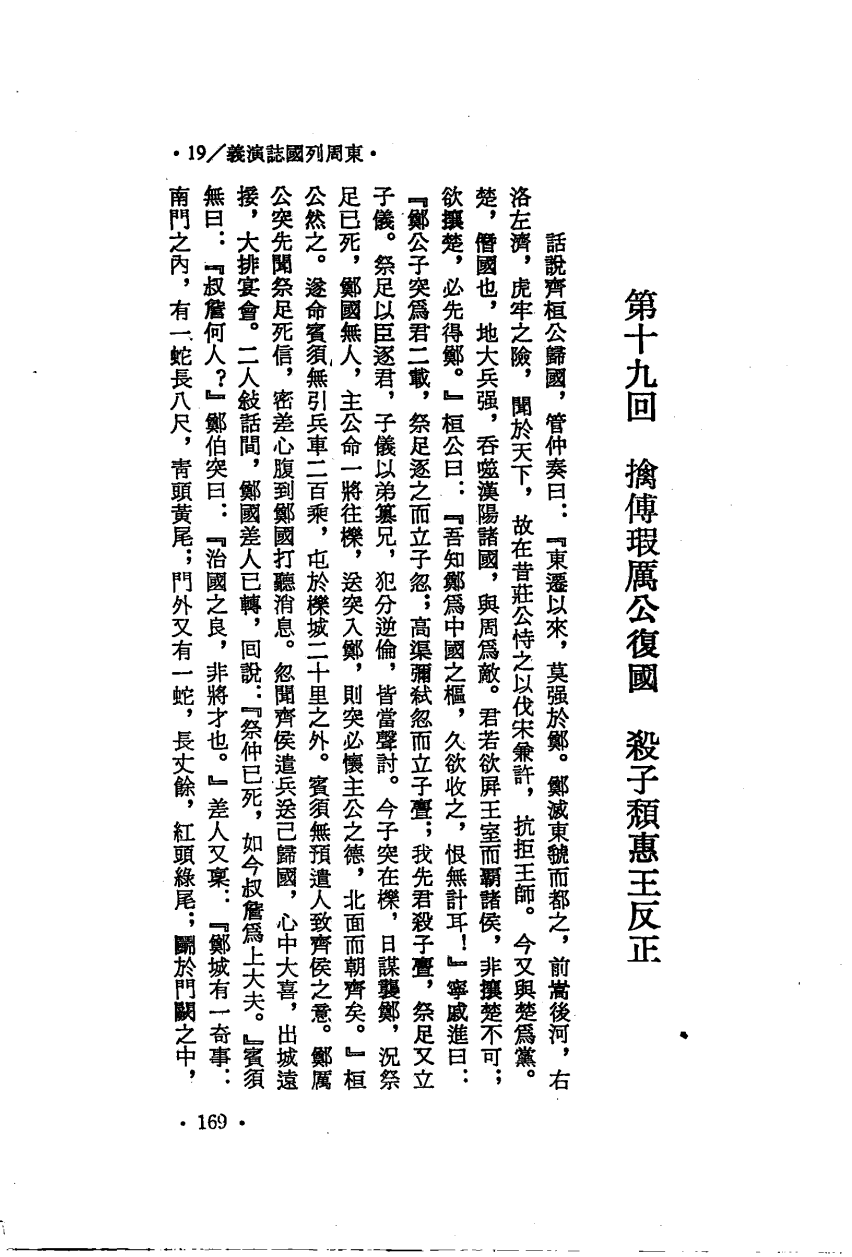 ・東周列國誌演義／19・
第十九回　擒傅瑕厲公復國　殺子頹惠王反正
話說齊桓公歸國，管仲奏曰：『東遷以來，莫强於鄭。鄭滅東虢而都之，前嵩後河，右
洛左濟，虎牢之險，聞於天下，故在昔莊公恃之以伐宋兼許，抗拒王師。今又與楚爲黨。
楚，僭國也，地大兵强，吞噬漢陽諸國，與周爲敵。君若欲屏王室而霸諸侯，非攘楚不可；
欲攘楚，必先得鄭。』桓公曰：『吾知鄭爲中國之樞，久欲收之，恨無計耳！』寧戚進曰：
『鄭公子突爲君二載，祭足逐之而立子忽；高渠彌弒忽而立子亹；我先君殺子亹，祭足又立
子儀。祭足以臣逐君，子儀以弟篡兄，犯分逆倫，皆當聲討。今子突在櫟，日謀襲鄭，況祭
足已死，鄭國無人，主公命一將往櫟，送突入鄭，則突必懷主公之德，北面而朝齊矣。』桓
公然之。遂命賓須無引兵車二百乘，屯於櫟城二十里之外。賓須無預遣人致齊侯之意。鄭厲
公突先聞祭足死信，密差心腹到鄭國打聽消息。忽聞齊侯遣兵送己歸國，心中大喜，出城遠
接，大排宴會。二人敍話間，鄭國差人已轉，回說：『祭仲已死，如今叔詹爲上大夫。』賓須
無曰：『叔詹何人？』鄭伯突曰：『治國之良，非將才也。』差人又稟：『鄭城有一奇事：
南門之內，有一蛇長八尺，靑頭黃尾；門外又有一蛇，長丈餘，紅頭綠尾；鬭於門闕之中，
・169・